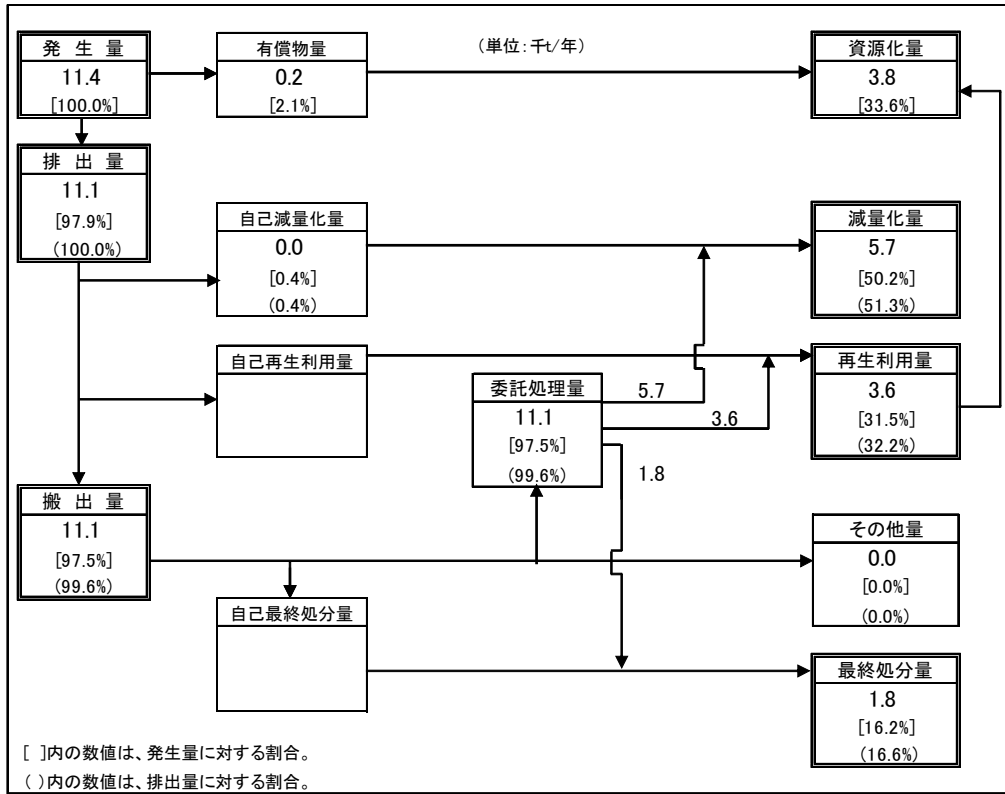 発 生 量
11.4
[100.0%]
有償物量
0.2
[2.1%]
(単位:千t/年)
資源化量
3.8
[33.6%]
排 出 量
11.1
[97.9%]
(100.0%)
自己減量化量
0.0
[0.4%]
(0.4%)
減量化量
5.7
[50.2%]
(51.3%)
自己再生利用量
委託処理量
11.1
[97.5%]
(99.6%)
5.7
3.6
1.8
再生利用量
3.6
[31.5%]
(32.2%)
搬 出 量
11.1
[97.5%]
(99.6%)
その他量
0.0
[0.0%]
(0.0%)
自己最終処分量
最終処分量
1.8
[16.2%]
(16.6%)
[ ]内の数値は、発生量に対する割合。
( )内の数値は、排出量に対する割合。